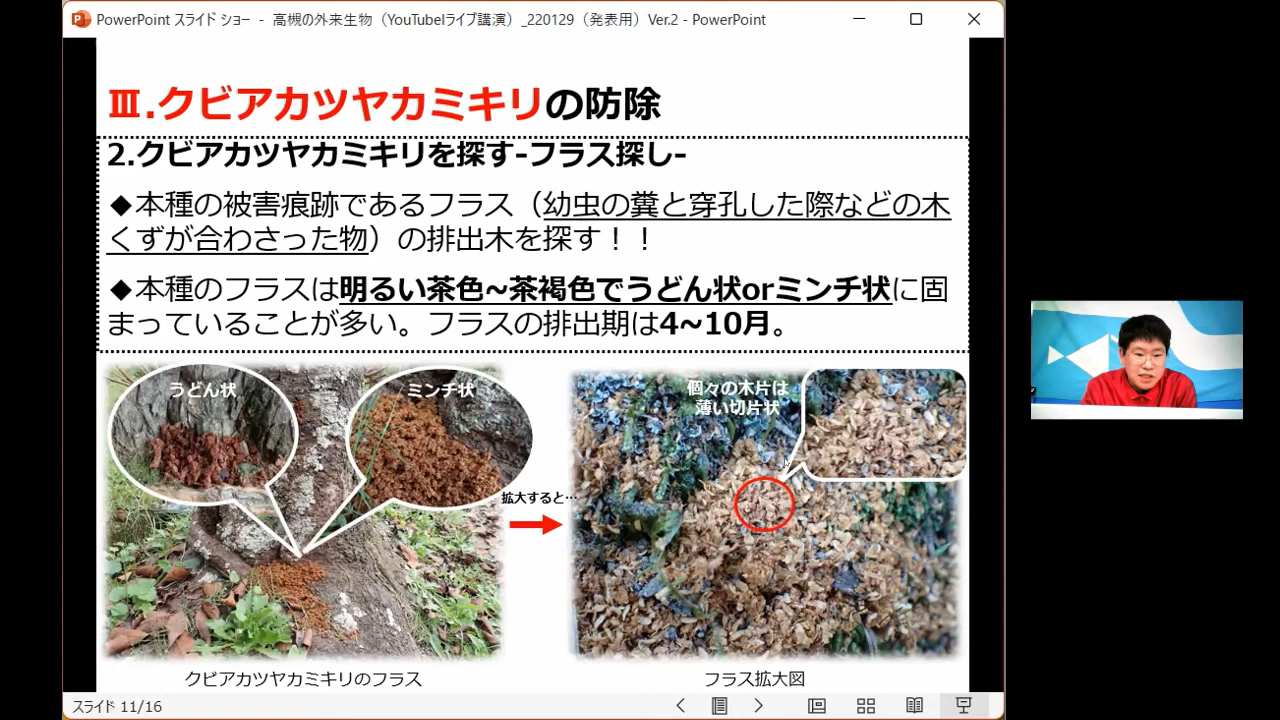 PowerPoint スライド ショー - 高槻の外来生物（YouTubeIライブ講演）_220129（発表用）Ver.2 - PowerPoint
Ⅲ.クビアカツヤカミキリの防除
2.クビアカツヤカミキリを探す-フラス探し-
◆本種の被害痕跡であるフラス（幼虫の糞と穿孔した際などの木
くずが合わさった物）の排出木を探す！！
◆本種のフラスは明るい茶色~茶褐色でうどん状orミンチ状に固
まっていることが多い。フラスの排出期は4~10月。
うどん状
ミンチ状
拡大すると…
個々の木片は
薄い切片状
クビアカツヤカミキリのフラス
フラス拡大図
スライド 11/16